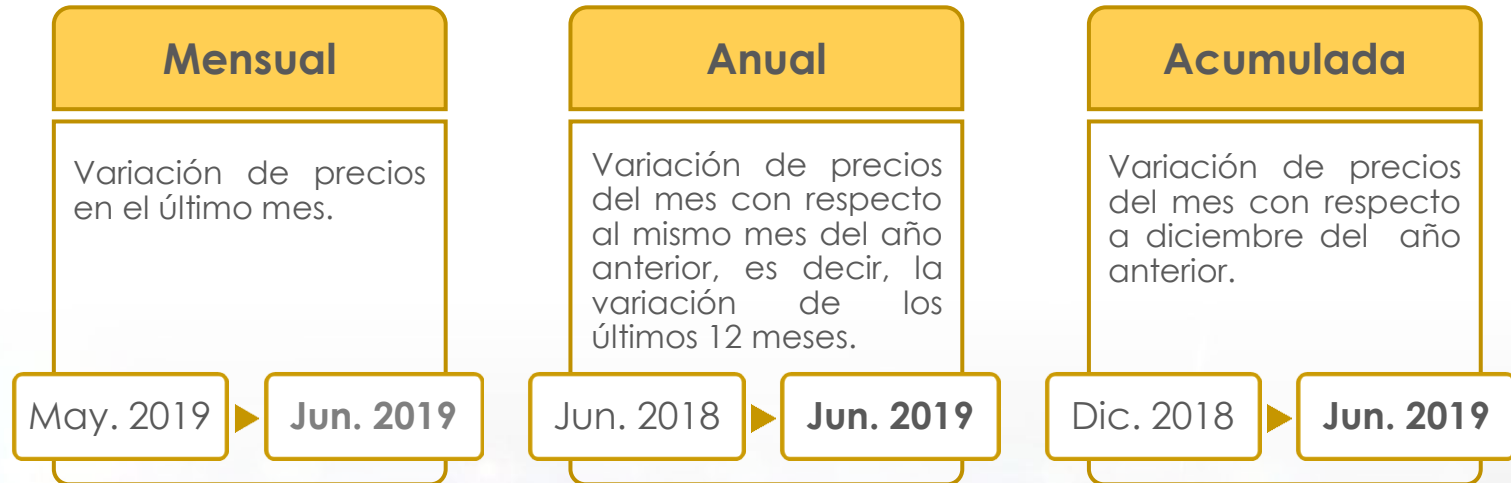 Mensual
Variación de precios
en el último mes.
May. 2019
Jun. 2019
Anual
Variación de precios
del mes con respecto
al mismo mes del año
anterior, es decir, la
variación de los
últimos 12 meses.
Jun. 2018
Jun. 2019
Acumulada
Variación de precios
del mes con respecto
a diciembre del año
anterior.
Dic. 2018
Jun. 2019